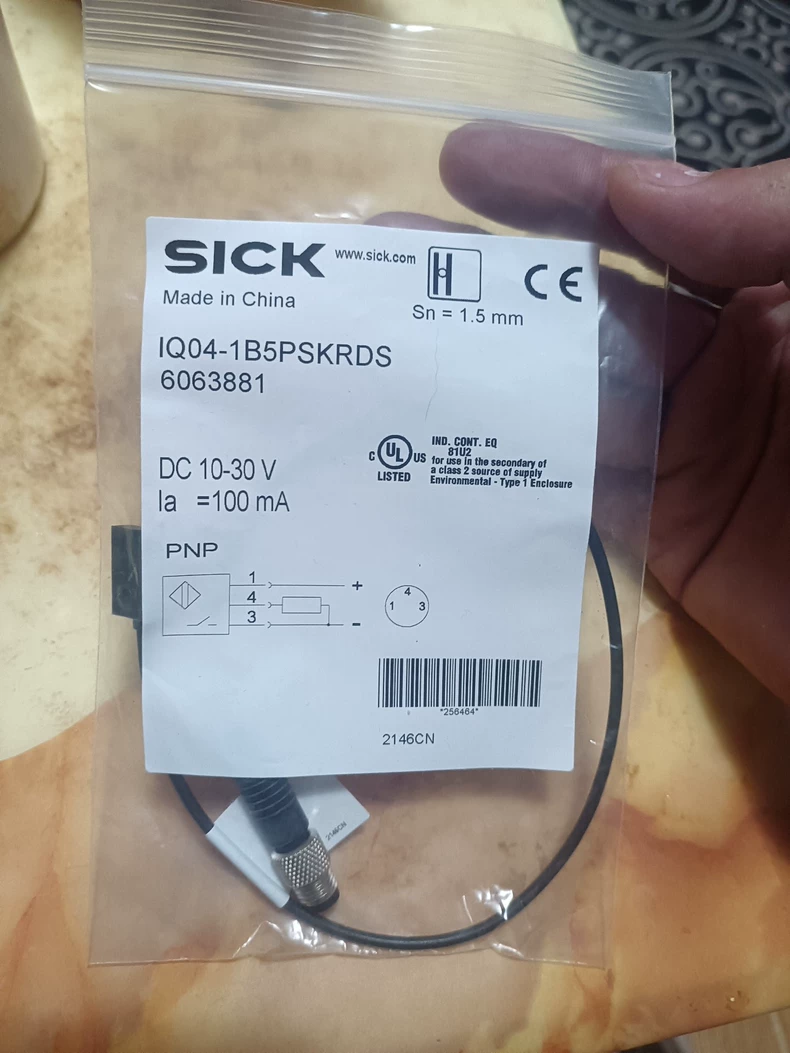 SICK
www.sick.com
CE
Made in China
Sn = 1.5 mm
IQ04-1B5PSKRDS
6063881
DC 10-30 V
Ia =100 mA
C UL US
LISTED
IND. CONT. EQ
81U2
for use in the secondary of
a class 2 source of supply
Environmental - Type 1 Enclosure
PNP
1
+
4
3
-
4
1
3
*256464*
2146CN
2146CN